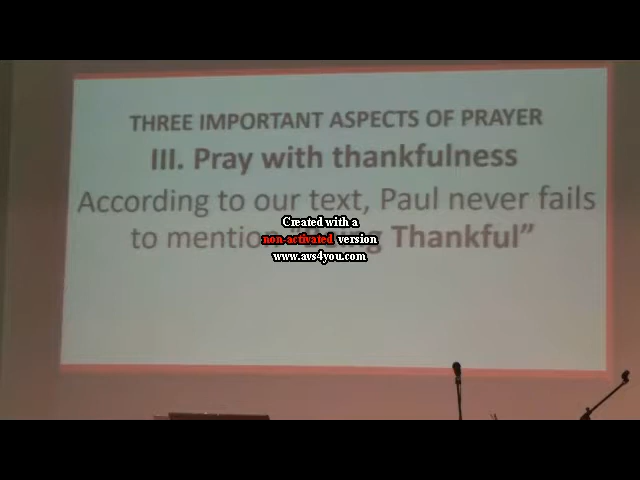 THREE IMPORTANT ASPECTS OF PRAYER
III. Pray with thankfulness
According to our text, Paul never fails
to mention Thankful”
Created with a
non-activated version
www.avs4you.com